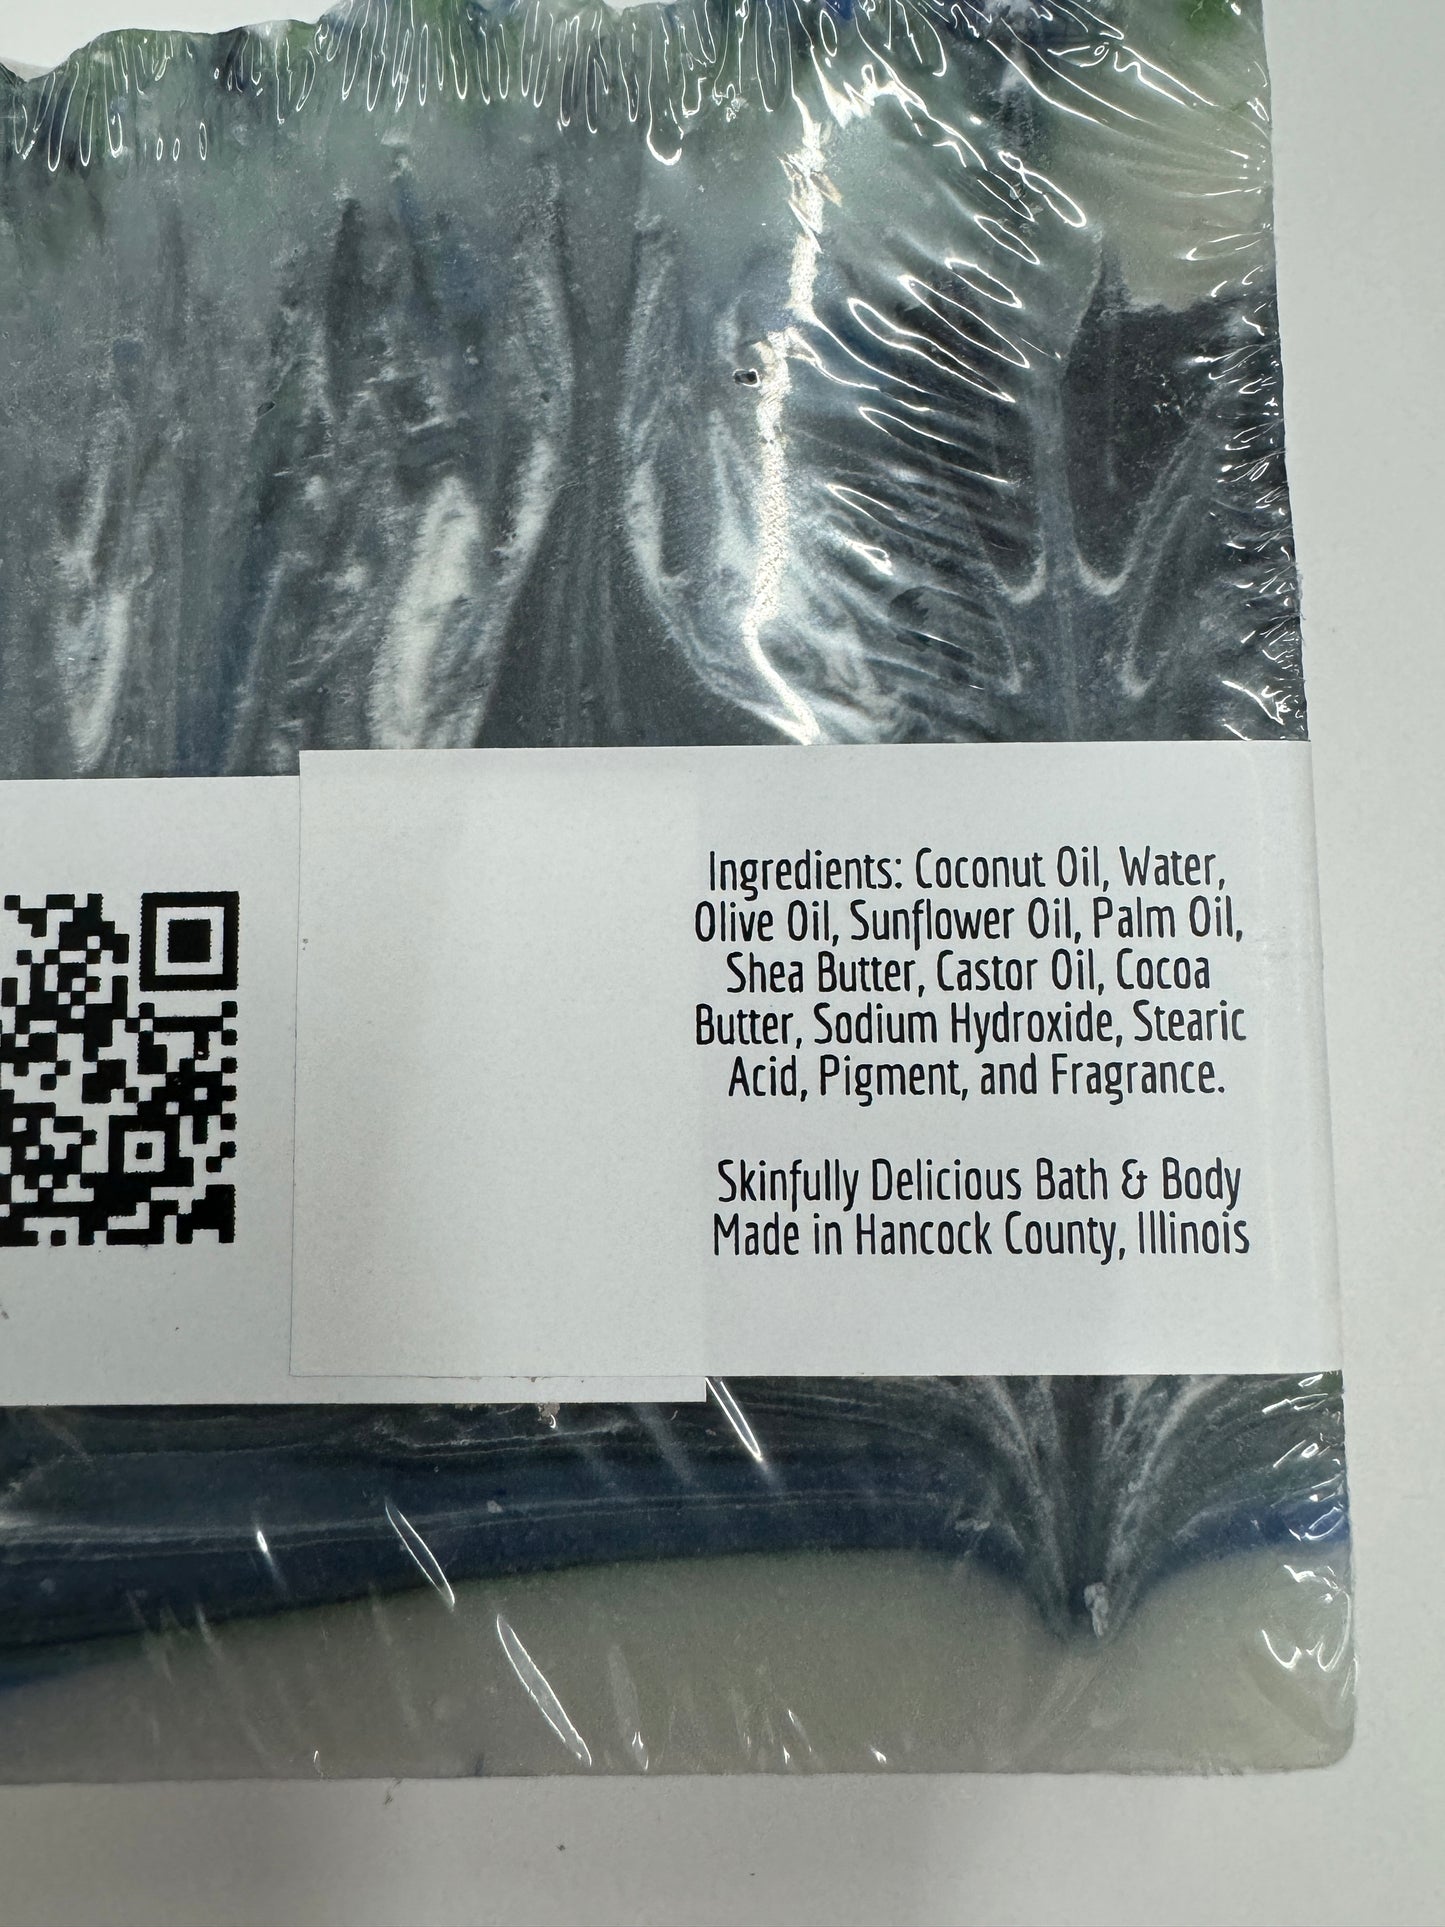 Ingredients: Coconut Oil, Water,
Olive Oil, Sunflower Oil, Palm Oil,
Shea Butter, Castor Oil, Cocoa
Butter, Sodium Hydroxide, Stearic
Acid, Pigment, and Fragrance.
Skinfully Delicious Bath & Body
Made in Hancock County, Illinois